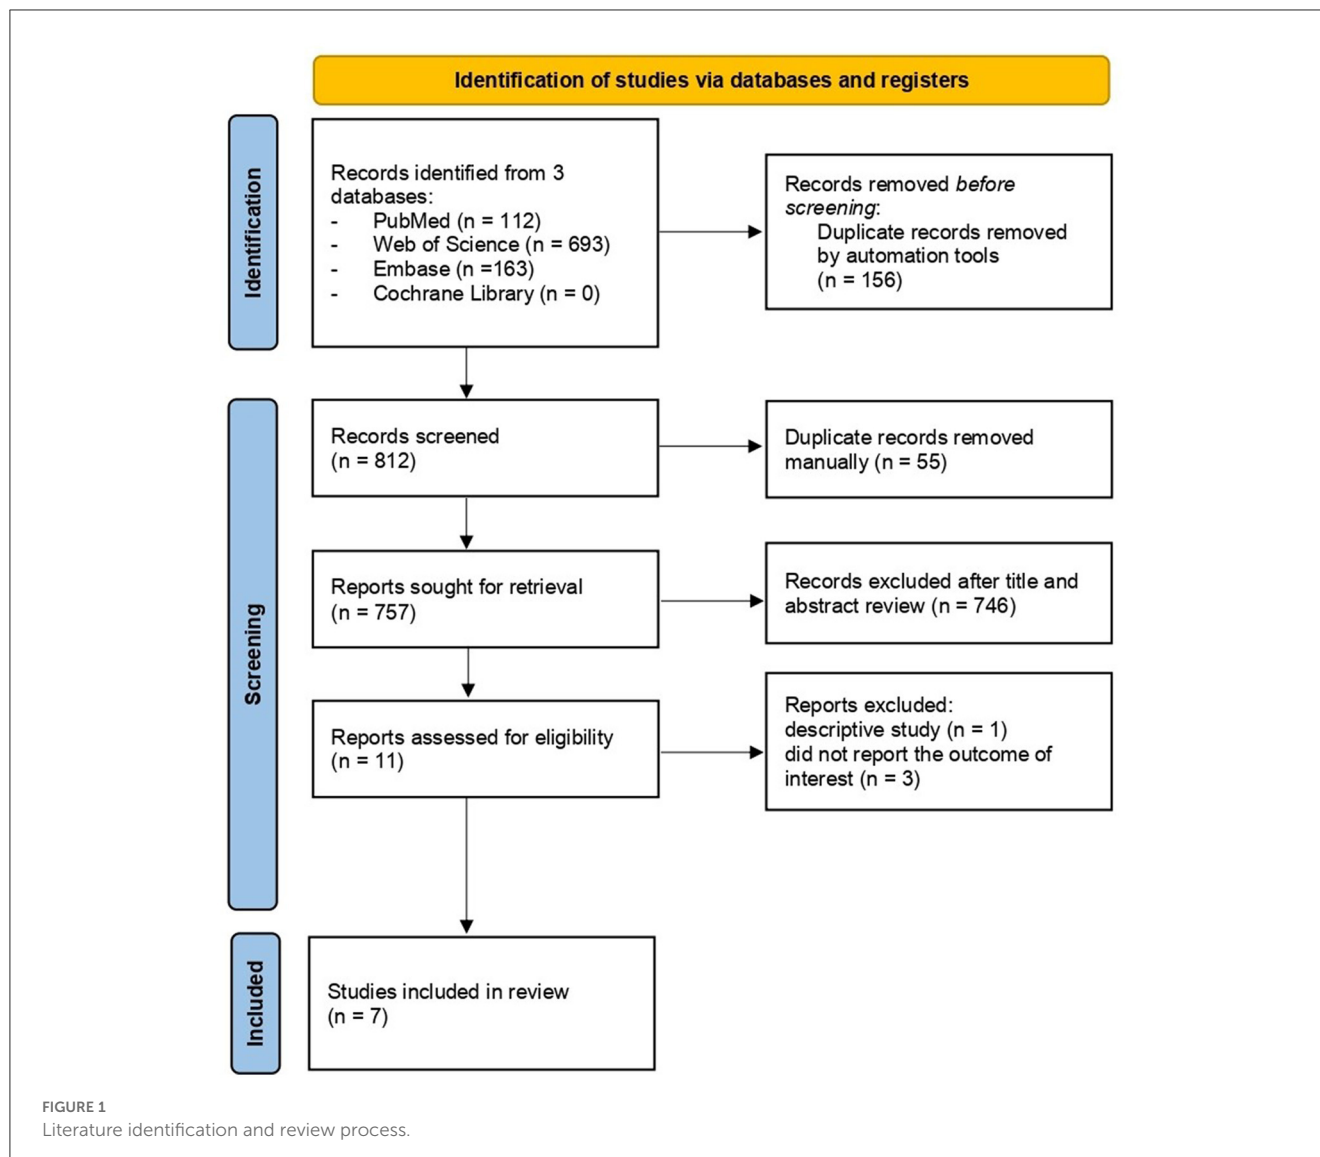 Identification of studies via databases and registers
Identification
Records identified from 3
databases:
- PubMed (n = 112)
- Web of Science (n = 693)
- Embase (n =163)
- Cochrane Library (n = 0)
Records removed before
screening:
Duplicate records removed
by automation tools
(n = 156)
Screening
Records screened
(n = 812)
Duplicate records removed
manually (n = 55)
Reports sought for retrieval
(n = 757)
Records excluded after title and
abstract review (n = 746)
Reports assessed for eligibility
(n = 11)
Reports excluded:
descriptive study (n = 1)
did not report the outcome of
interest (n = 3)
Included
Studies included in review
(n = 7)
FIGURE 1
Literature identification and review process.